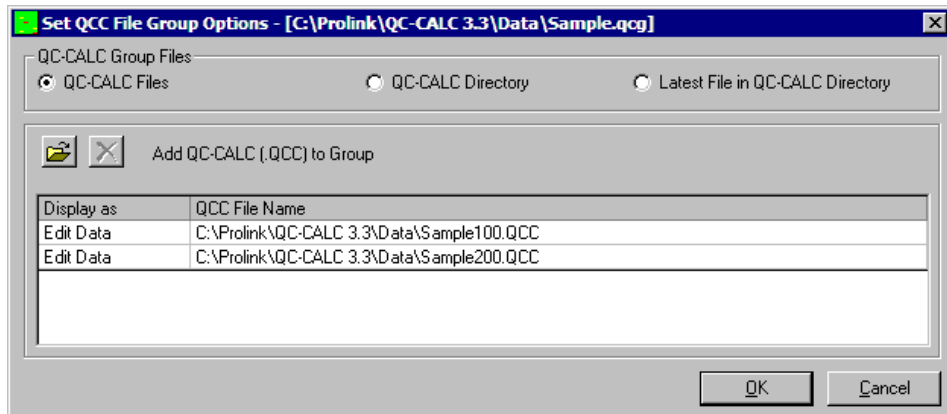 Set QCC File Group Options - [C:\Prolink\QC-CALC 3.3\Data\Sample.qcg]
QC-CALC Group Files
QC-CALC Files QC-CALC Directory Latest File in QC-CALC Directory
Add QC-CALC (.QCC) to Group
Display as QCC File Name
Edit Data C:\Prolink\QC-CALC 3.3\Data\Sample100.QCC
Edit Data C:\Prolink\QC-CALC 3.3\Data\Sample200.QCC
OK Cancel